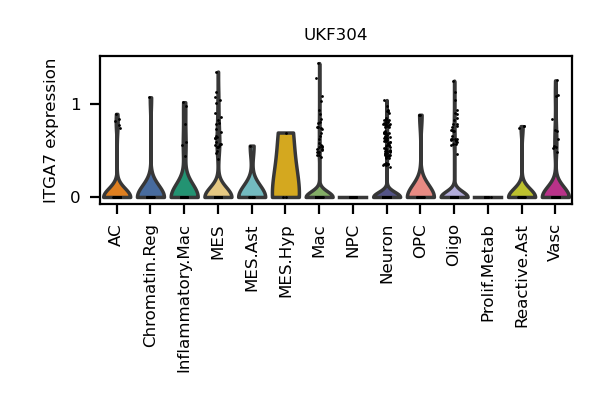 UKF304
ITGA7 expression
1
0
AC
Chromatin.Reg
Inflammatory.Mac
MES
MES.Ast
MES.Hyp
Mac
NPC
Neuron
OPC
Oligo
Prolif.Metab
Reactive.Ast
Vasc